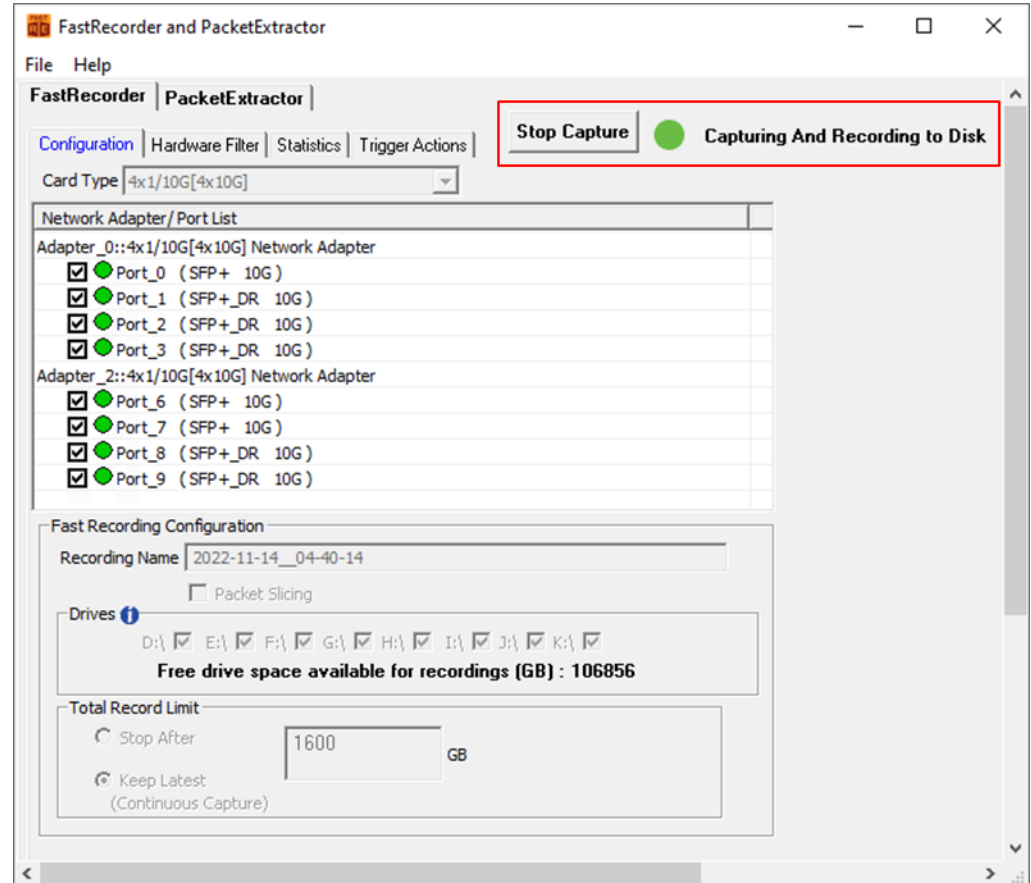 FastRecorder and PacketExtractor
File Help
FastRecorder PacketExtractor
Stop Capture Capturing And Recording to Disk
Configuration Hardware Filter Statistics Trigger Actions
Card Type 4x1/10G[4x10G]
Network Adapter/Port List
Adapter_0::4x1/10G[4x10G] Network Adapter
Port_0 (SFP+ 10G)
Port_1 (SFP+_DR 10G)
Port_2 (SFP+_DR 10G)
Port_3 (SFP+_DR 10G)
Adapter_2::4x1/10G[4x10G] Network Adapter
Port_6 (SFP+ 10G)
Port_7 (SFP+ 10G)
Port_8 (SFP+_DR 10G)
Port_9 (SFP+_DR 10G)
Fast Recording Configuration
Recording Name 2022-11-14__04-40-14
Packet Slicing
Drives
D:\ E:\ F:\ G:\ H:\ I:\ J:\ K:\
Free drive space available for recordings (GB) : 106856
Total Record Limit
Stop After 1600 GB
Keep Latest
(Continuous Capture)